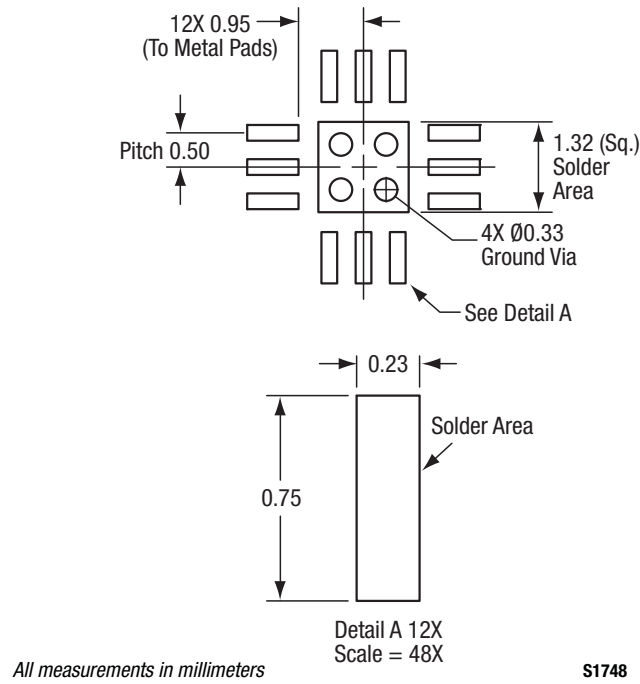 12X 0.95
(To Metal Pads)
Pitch 0.50
1.32 (Sq.)
Solder
Area
4X Ø0.33
Ground Via
See Detail A
0.23
Solder Area
0.75
Detail A 12X
Scale = 48X
All measurements in millimeters
S1748